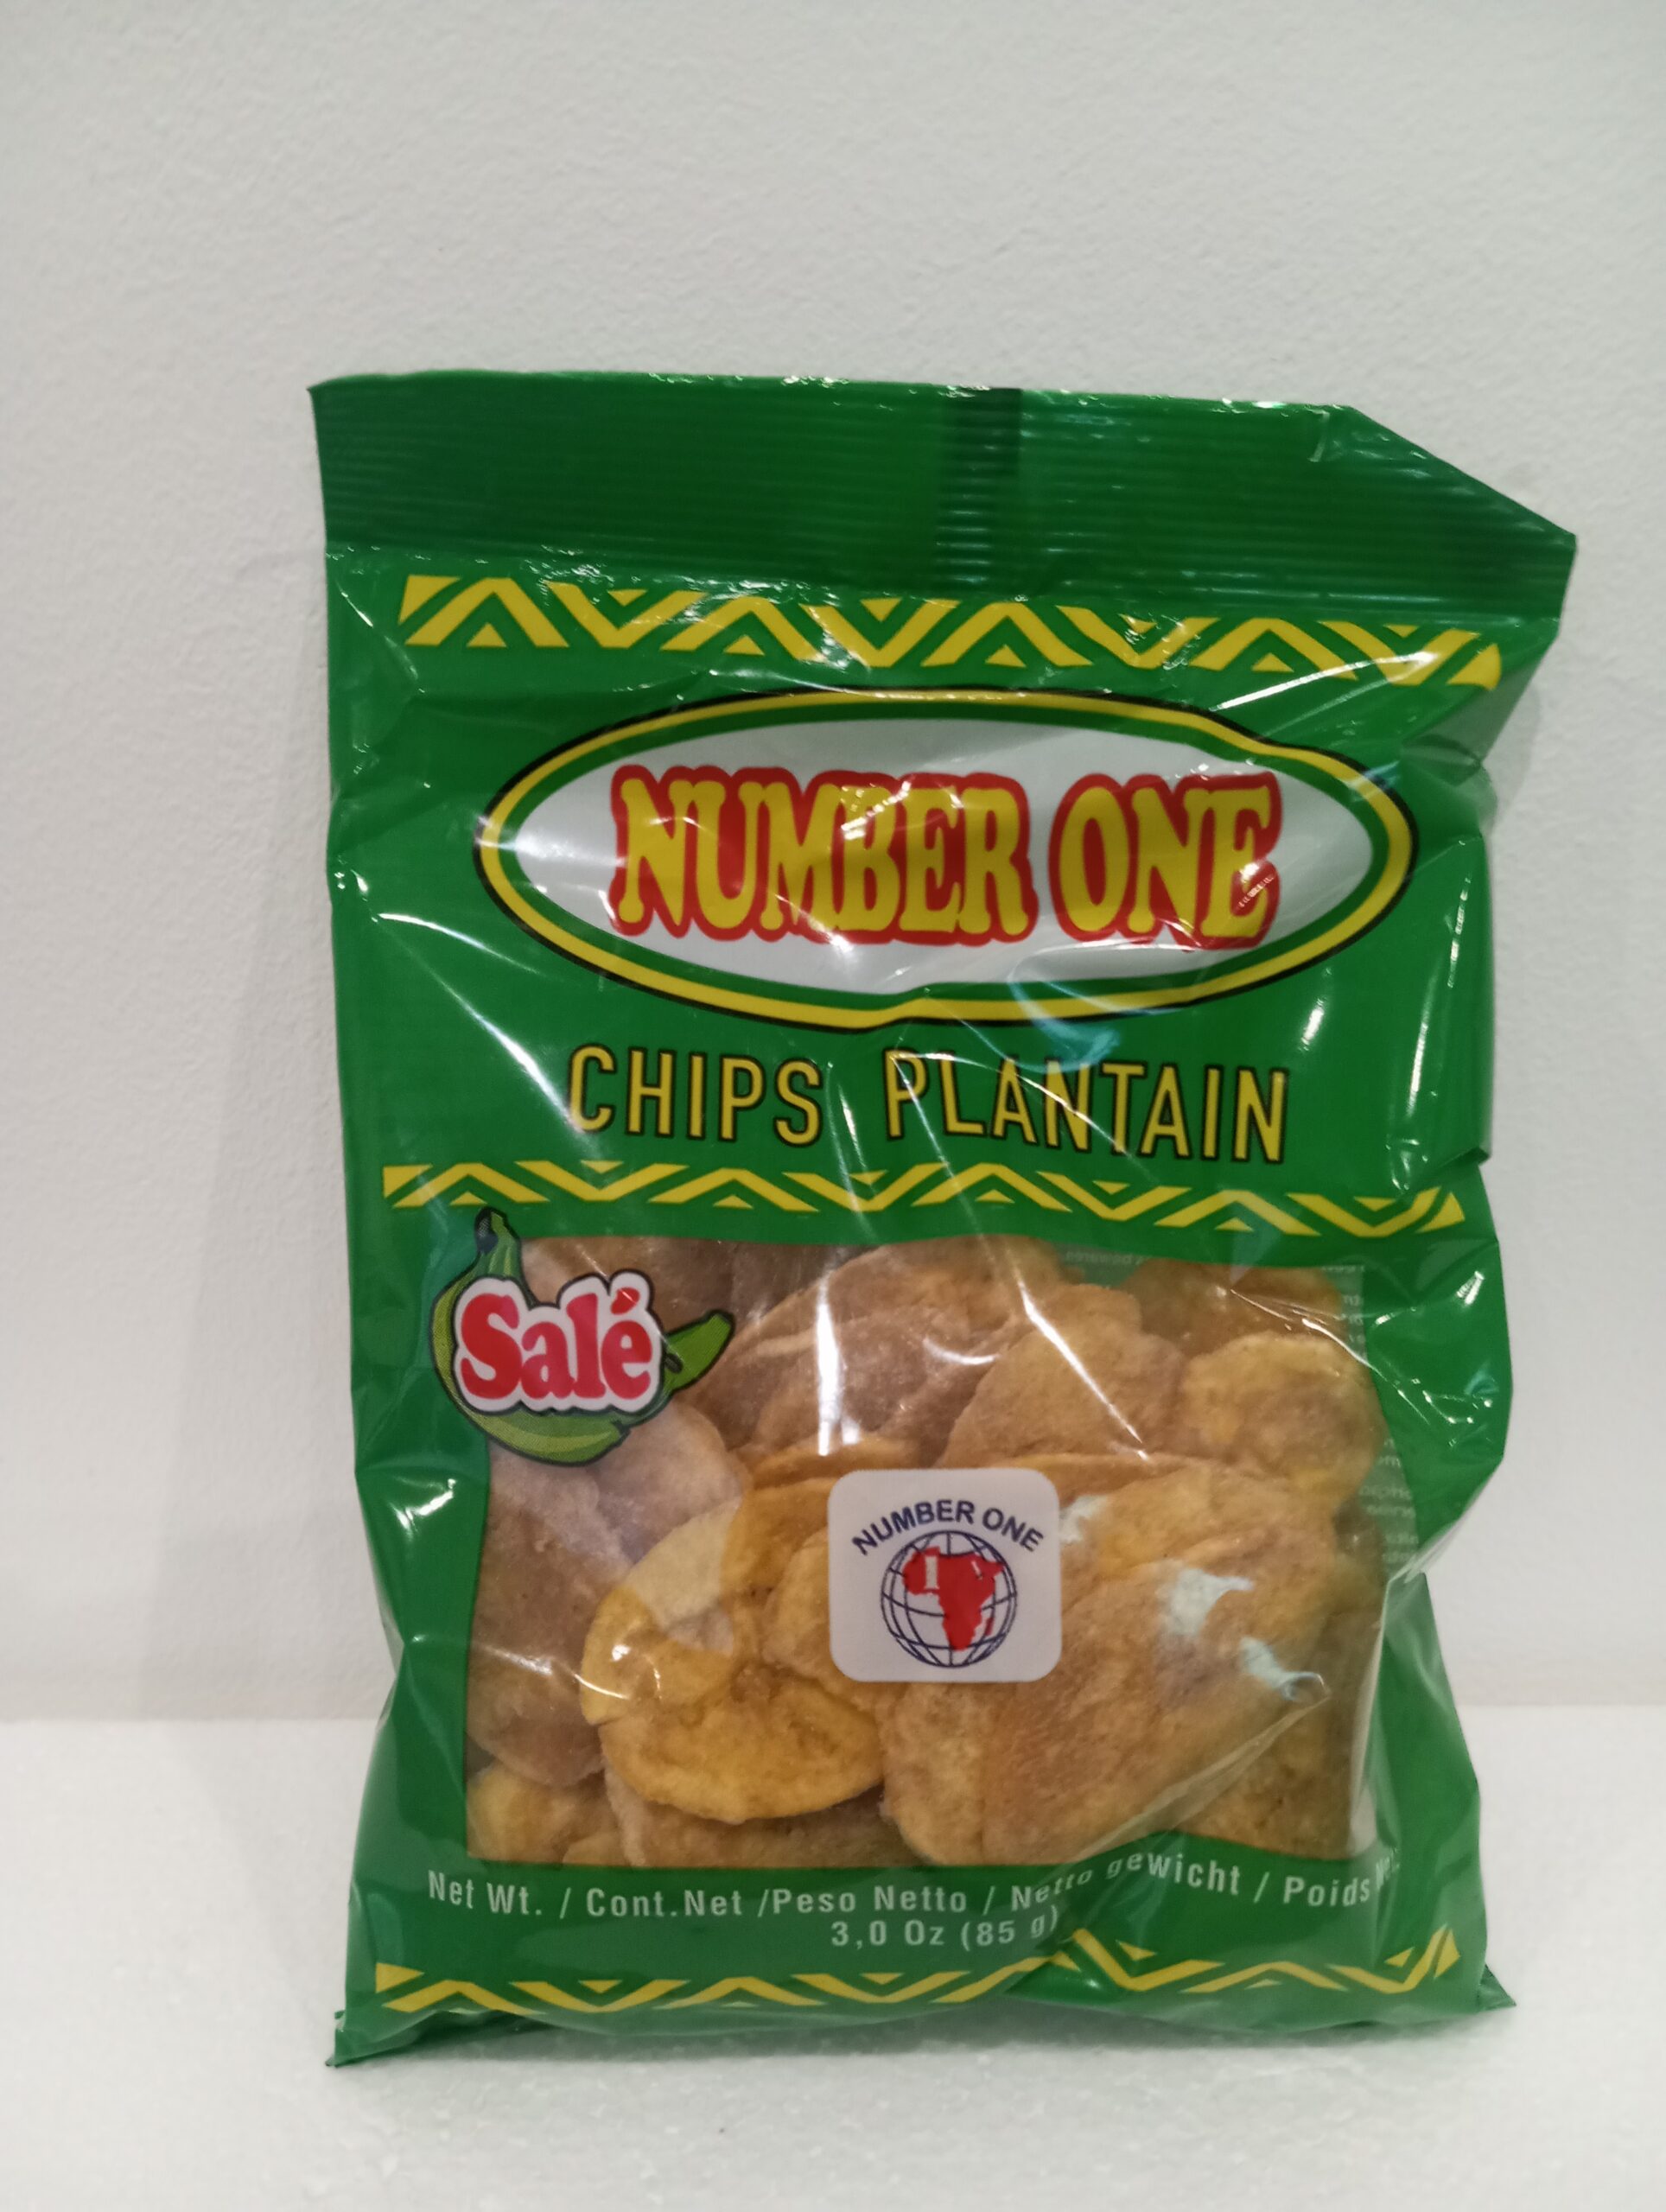 NUMBER ONE
CHIPS PLANTAIN
Salé
NUMBER ONE
1
Net Wt. / Cont.Net /Peso Netto / Netto gewicht / Poids
3,0 Oz (85 g)